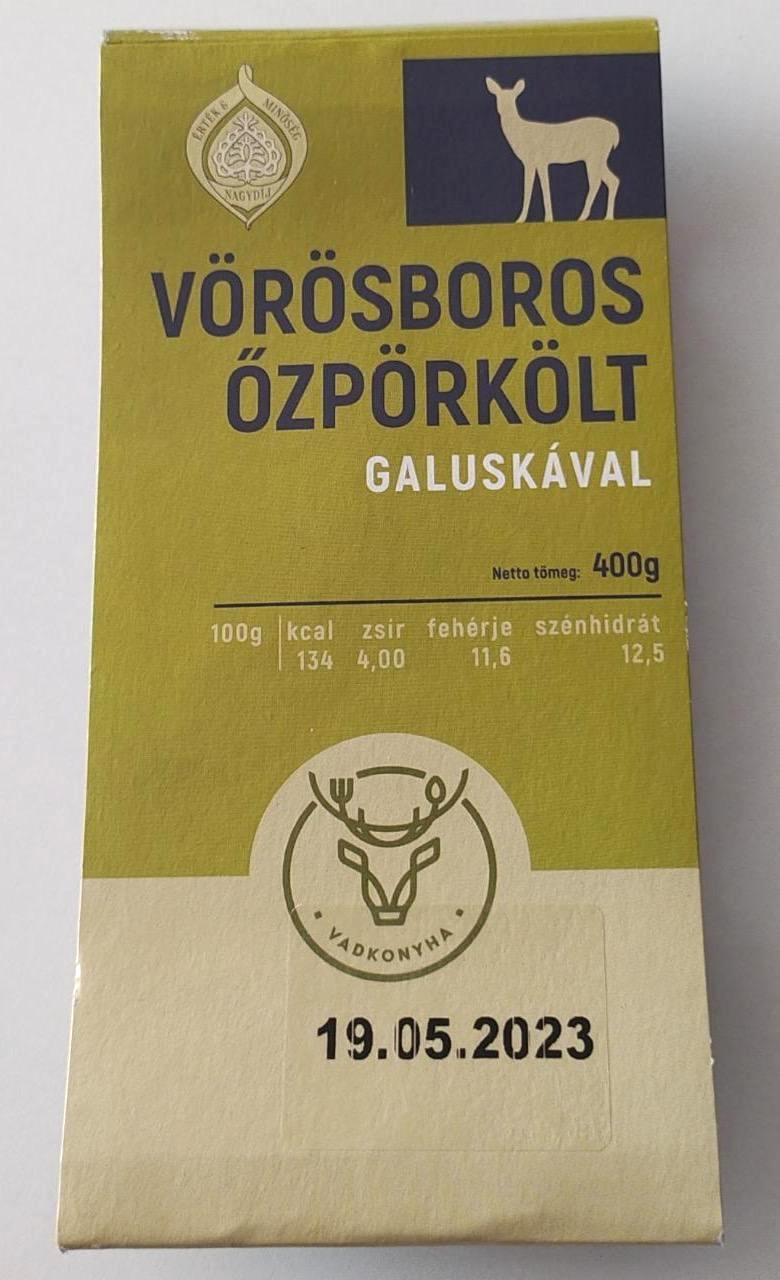 ÉRTÉK & MINŐSÉG
NAGYDÍJ
VÖRÖSBOROS
ŐZPÖRKÖLT
GALUSKÁVAL
Netto tömeg: 400g
100g kcal zsír fehérje szénhidrát
134 4,00 11,6 12,5
VADKONYHA
19.05.2023